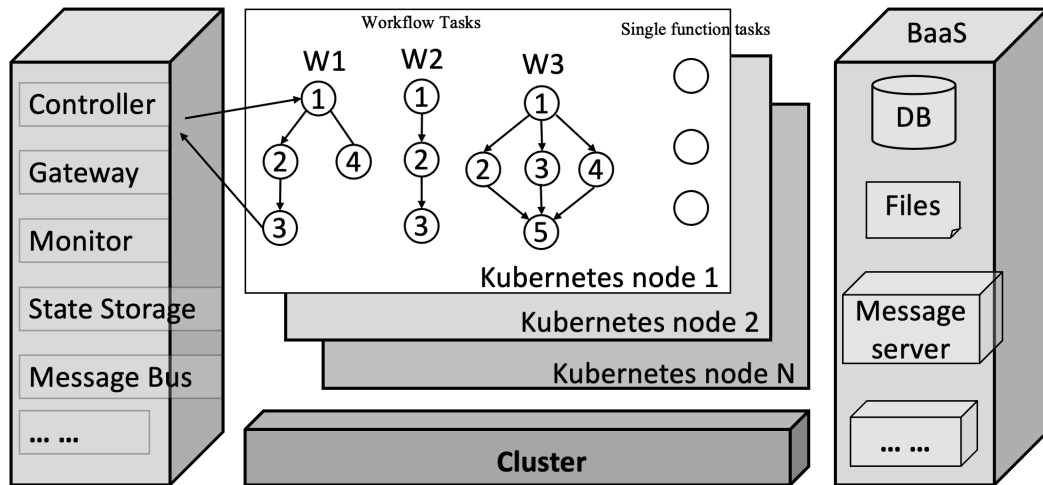 Workflow Tasks
Single function tasks
BaaS
W1
W2
W3
Controller
Gateway
Monitor
State Storage
Message Bus
... ...
1
2
4
3
1
2
3
1
2
3
4
5
Kubernetes node 1
Kubernetes node 2
Kubernetes node N
Cluster
DB
Files
Message
server
... ...